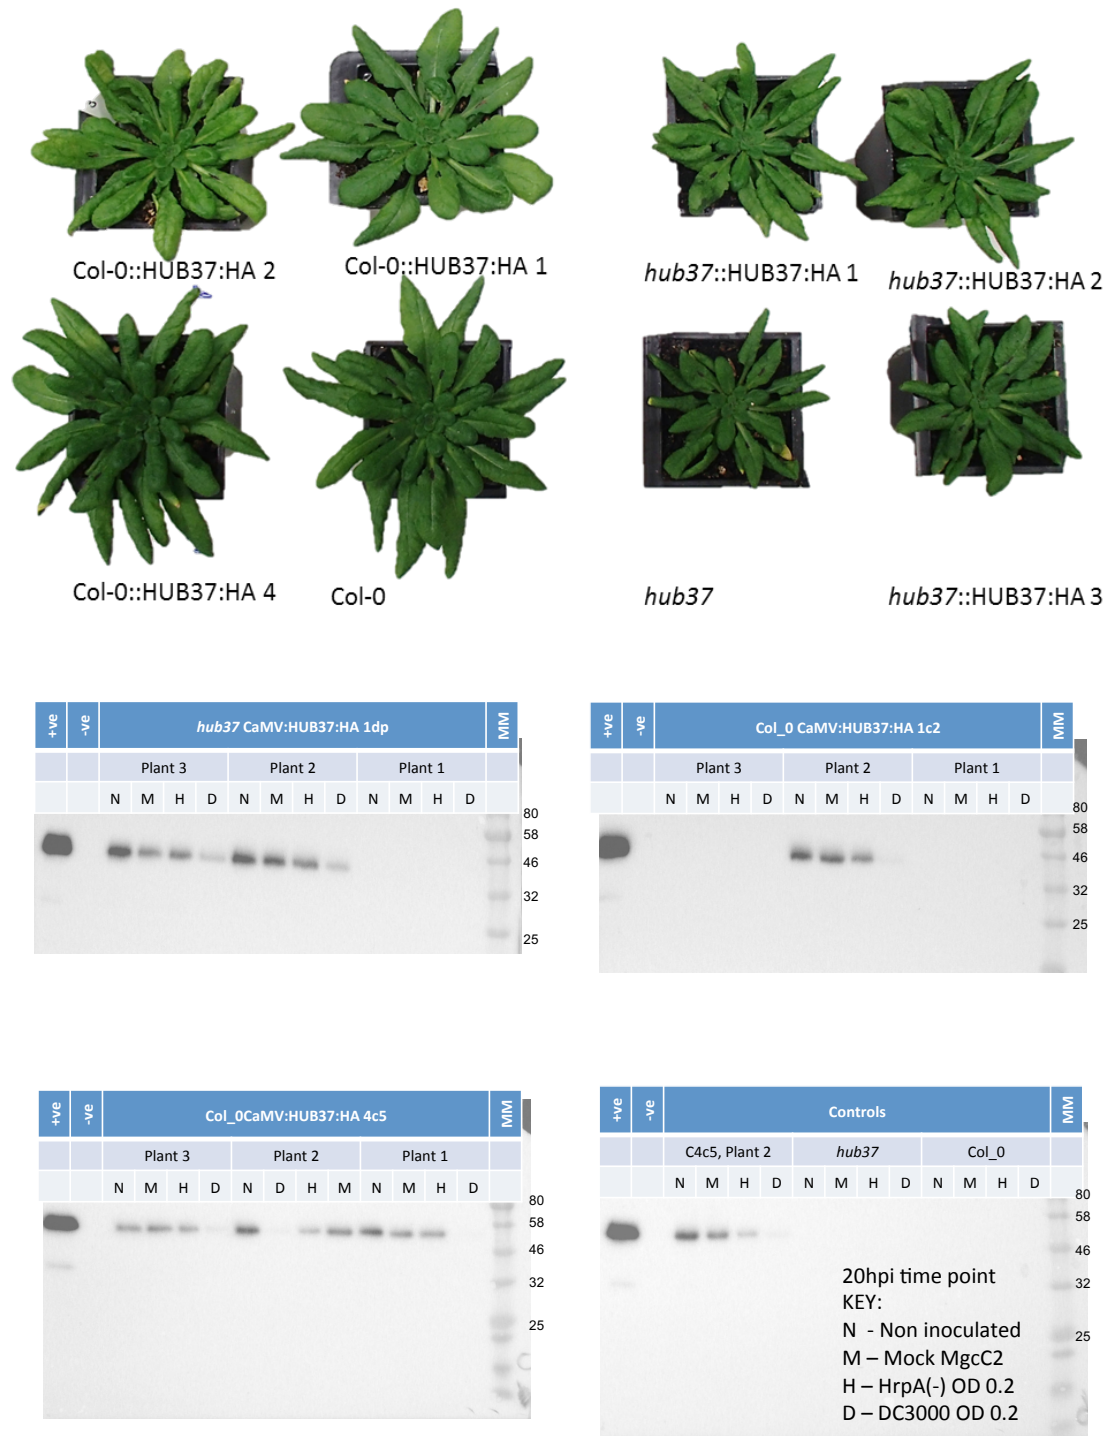 Col-0::HUB37:HA 2
Col-0::HUB37:HA 1
hub37::HUB37:HA 1
hub37::HUB37:HA 2
Col-0::HUB37:HA 4
Col-0
hub37
hub37::HUB37:HA 3
+ve -ve hub37 CaMV:HUB37:HA 1dp MM
Plant 3 Plant 2 Plant 1
N M H D N M H D N M H D
80
58
46
32
25
+ve -ve Col_0 CaMV:HUB37:HA 1c2 MM
Plant 3 Plant 2 Plant 1
N M H D N M H D N M H D
80
58
46
32
25
+ve -ve Col_0CaMV:HUB37:HA 4c5 MM
Plant 3 Plant 2 Plant 1
N M H D N D H M N M H D
80
58
46
32
25
+ve -ve Controls MM
C4c5, Plant 2 hub37 Col_0
N M H D N M H D N M H D
80
58
46
32
25
20hpi time point
KEY:
N - Non inoculated
M – Mock MgcC2
H – HrpA(-) OD 0.2
D – DC3000 OD 0.2